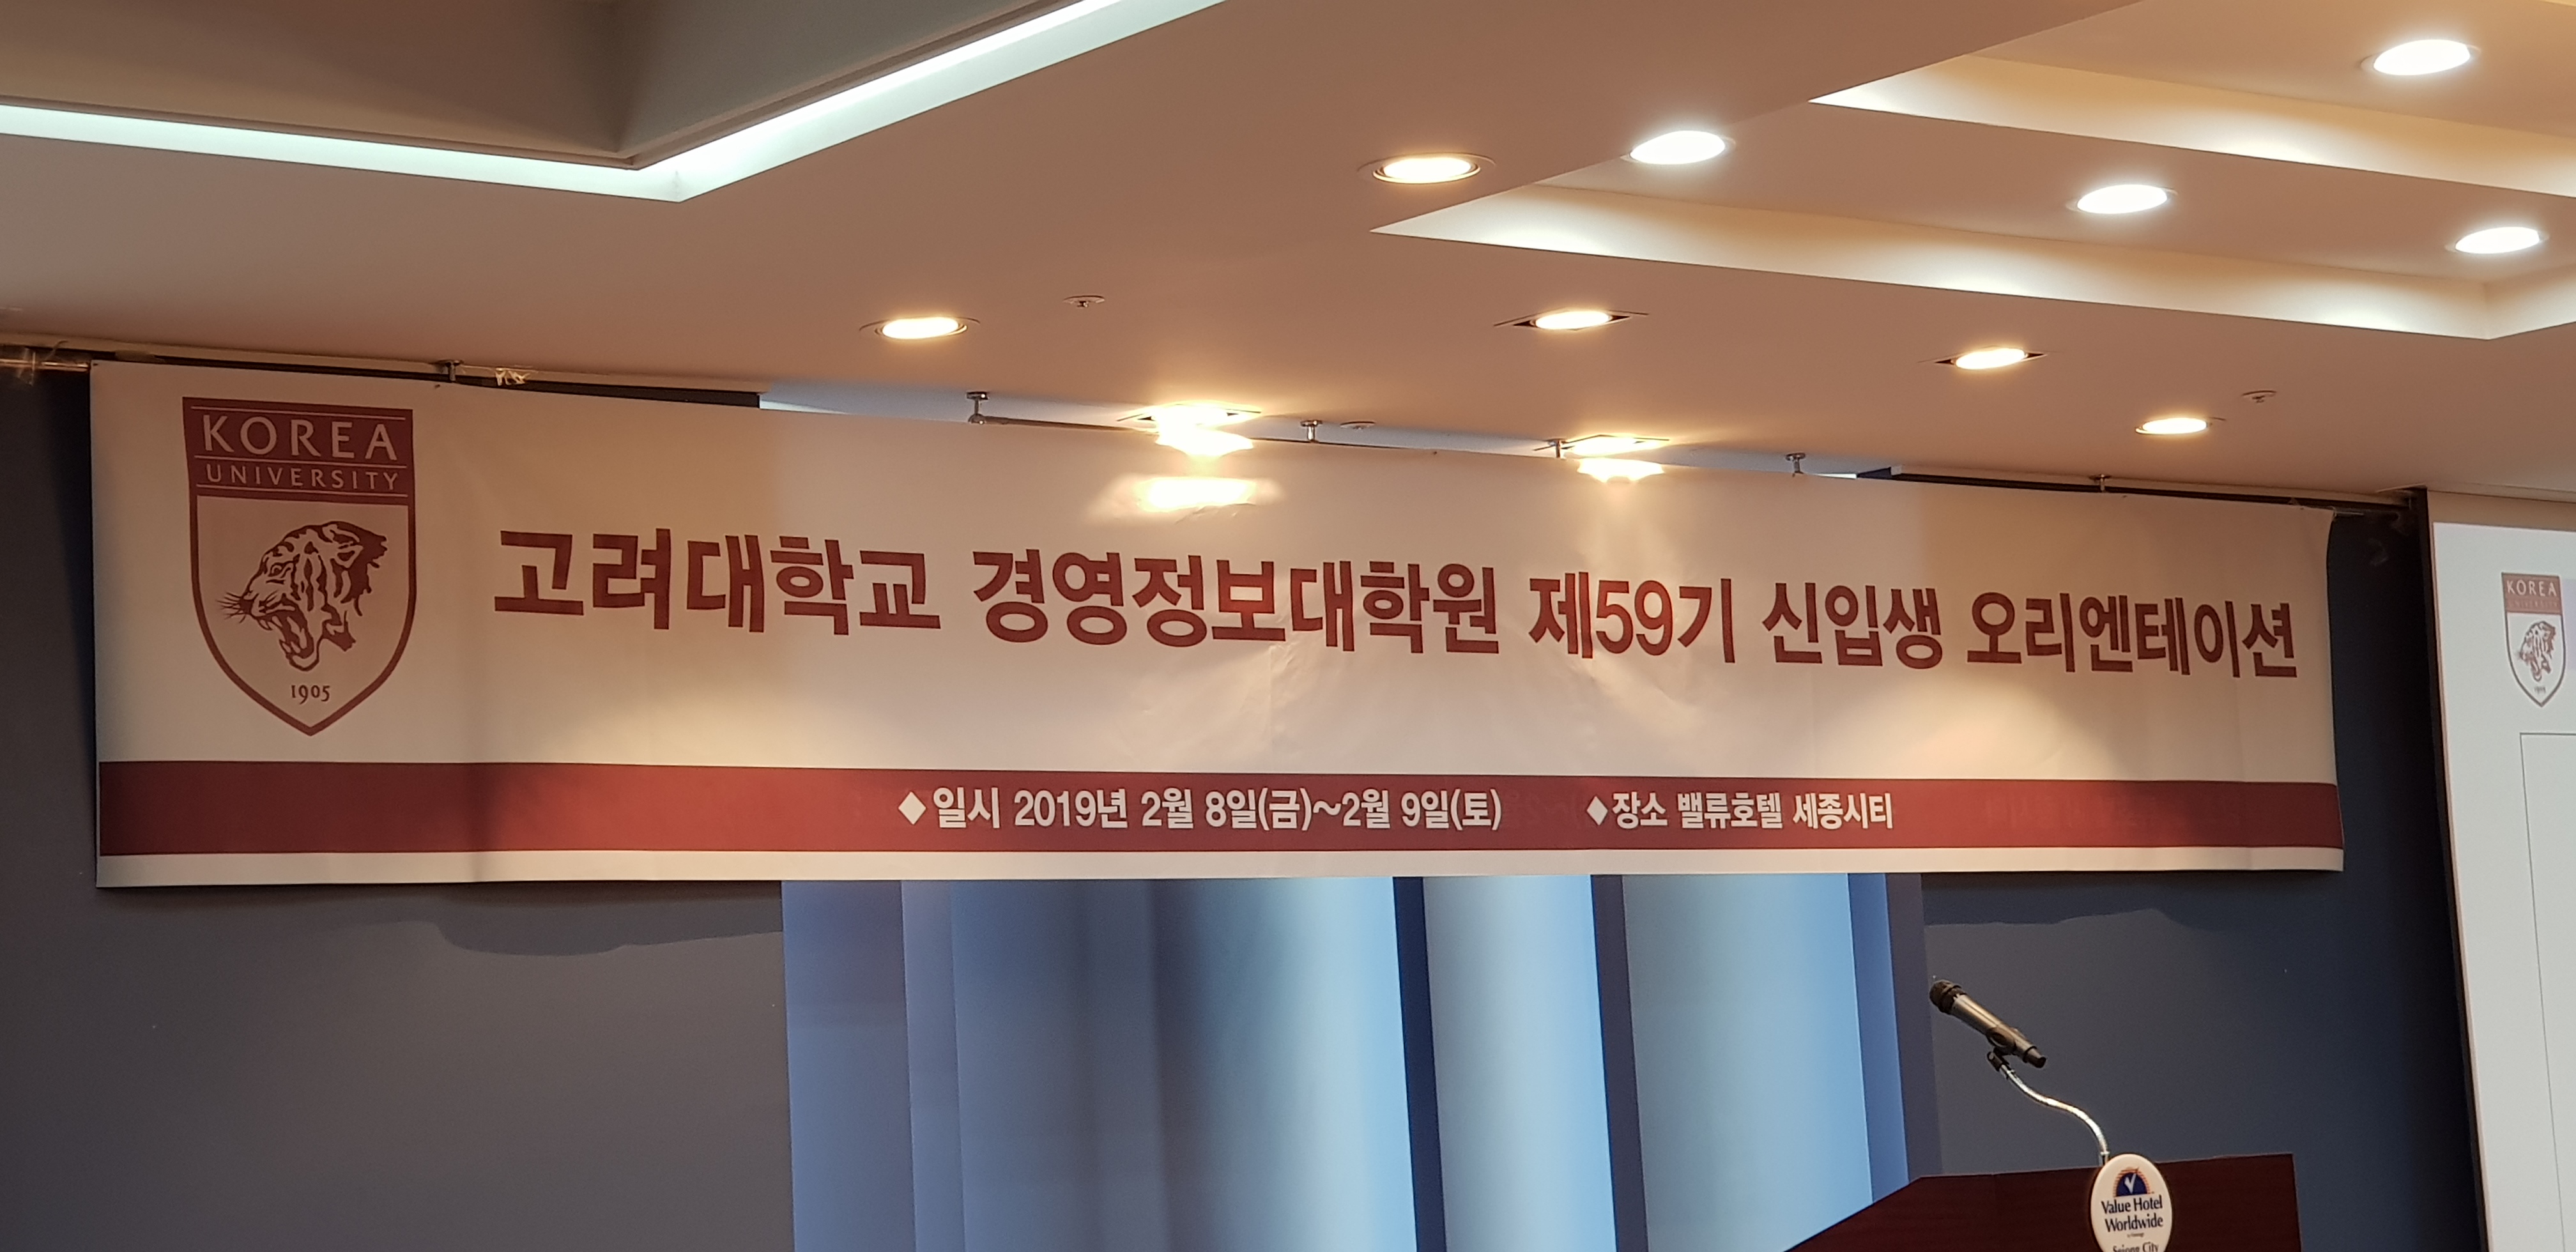 KOREA
UNIVERSITY
1905
고려대학교 경영정보대학원 제59기 신입생 오리엔테이션
◆일시 2019년 2월 8일(금)~2월 9일(토) ◆장소 밸류호텔 세종시티
KOREA
Value Hotel
Worldwide
Sejong City